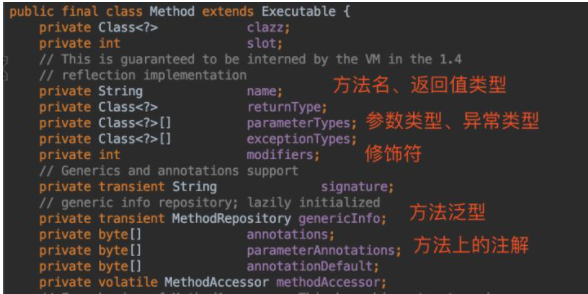 public final class Method extends Executable {
private Class<?> clazz;
private int slot;
// This is guaranteed to be interned by the VM in the 1.4
// reflection implementation
private String name; 方法名、返回值类型
private Class<?> returnType;
private Class<?>[] parameterTypes; 参数类型、异常类型
private Class<?>[] exceptionTypes;
private int modifiers; 修饰符
// Generics and annotations support
private transient String signature;
// generic info repository; lazily initialized
private transient MethodRepository genericInfo; 方法泛型
private byte[] annotations;
private byte[] parameterAnnotations; 方法上的注解
private byte[] annotationDefault;
private volatile MethodAccessor methodAccessor;